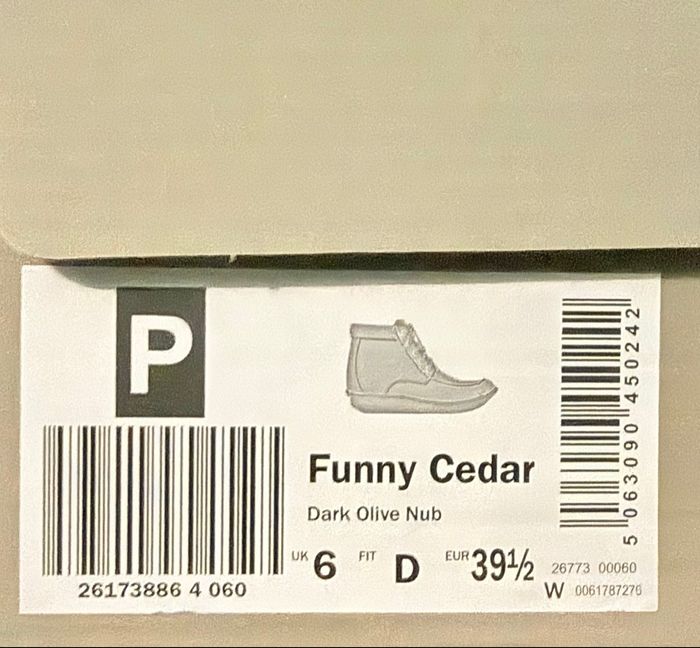 P
Funny Cedar
Dark Olive Nub
UK 6 FIT D EUR 39½
26173886 4 060
26773 00060
W 0061787276
5 063090 450242